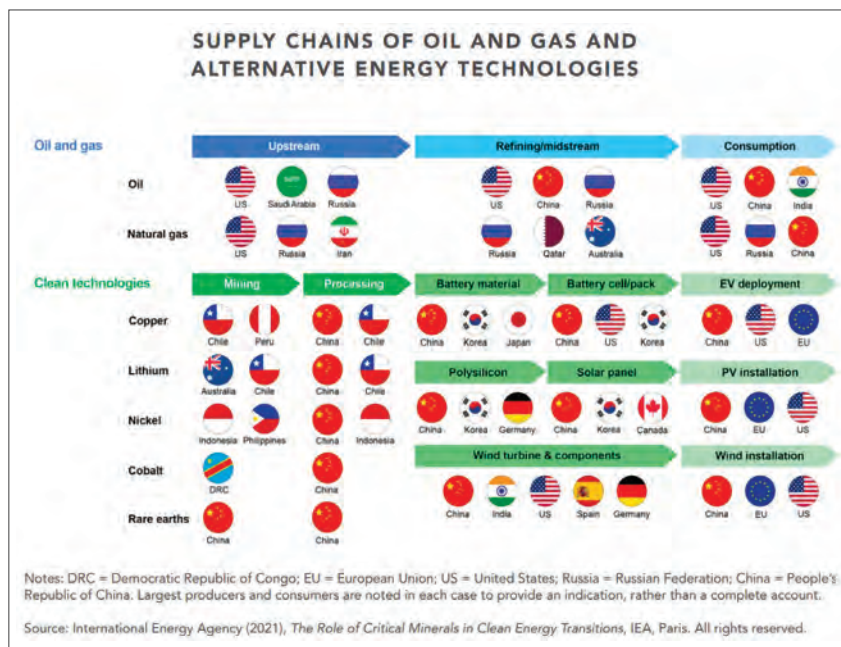 SUPPLY CHAINS OF OIL AND GAS AND
ALTERNATIVE ENERGY TECHNOLOGIES
Oil and gas Upstream Refining/midstream Consumption
Oil
US Saudi Arabia Russia US China Russia US China India
Natural gas
US Russia Iran Russia Qatar Australia US Russia China
Clean technologies Mining Processing Battery material Battery cell/pack EV deployment
Copper
Chile Peru China Chile China Korea Japan China US Korea China US EU
Lithium Polysilicon Solar panel PV installation
Australia Chile China Chile
Nickel
China Korea Germany China Korea Canada China EU US
Indonesia Philippines China Indonesia
Wind turbine & components Wind installation
Cobalt
DRC China
China India US Spain Germany China EU US
Rare earths
China China
Notes: DRC = Democratic Republic of Congo; EU = European Union; US = United States; Russia = Russian Federation; China = People's
Republic of China. Largest producers and consumers are noted in each case to provide an indication, rather than a complete account.
Source: International Energy Agency (2021), The Role of Critical Minerals in Clean Energy Transitions, IEA, Paris. All rights reserved.